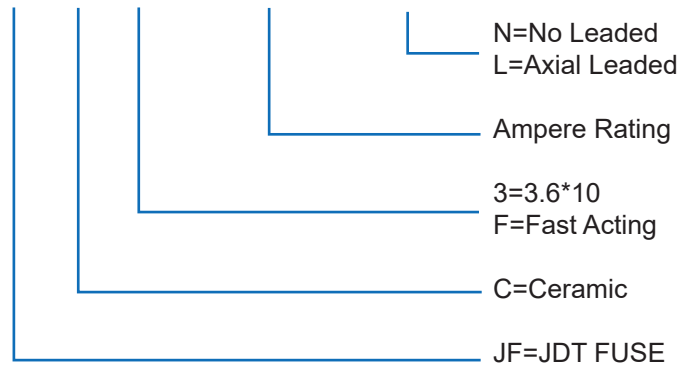 N=No Leaded
L=Axial Leaded
Ampere Rating
3=3.6*10
F=Fast Acting
C=Ceramic
JF=JDT FUSE